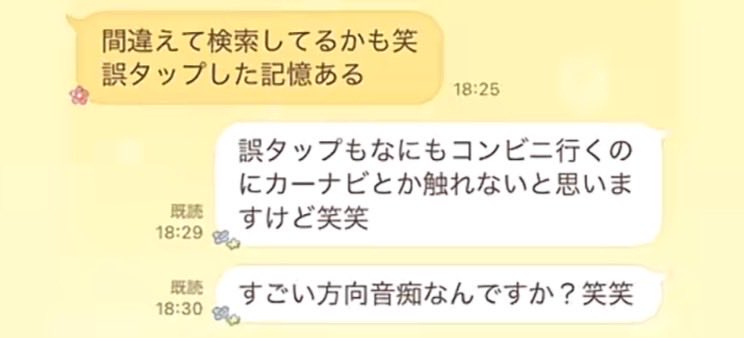 間違えて検索してるかも笑
誤タップした記憶ある
18:25
誤タップもなにもコンビニ行くの
にカーナビとか触れないと思いま
すけど笑笑
既読
18:29
すごい方向音痴なんですか？笑笑
既読
18:30